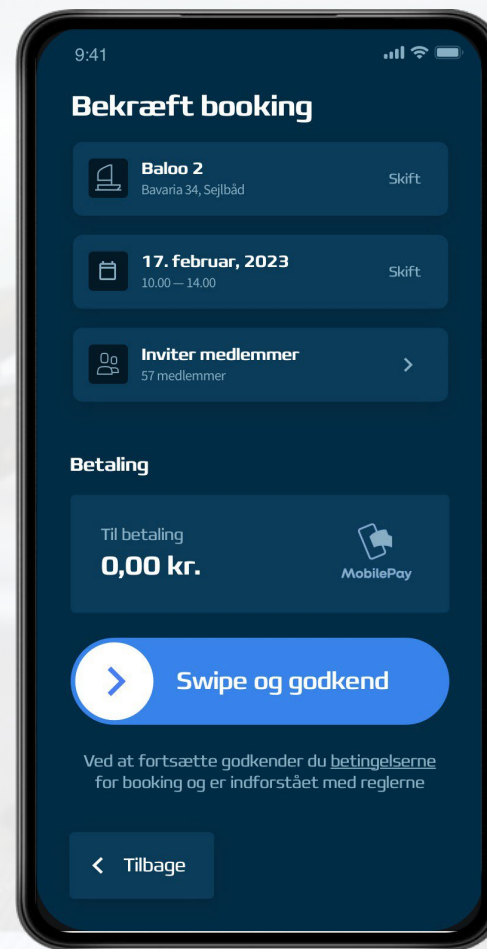 9:41
Bekræft booking
Baloo 2
Bavaria 34, Sejlbåd
Skift
17. februar, 2023
10.00 — 14.00
Skift
Inviter medlemmer
57 medlemmer
Betaling
Til betaling
0,00 kr.
MobilePay
Swipe og godkend
Ved at fortsætte godkender du betingelserne
for booking og er indforstået med reglerne
Tilbage